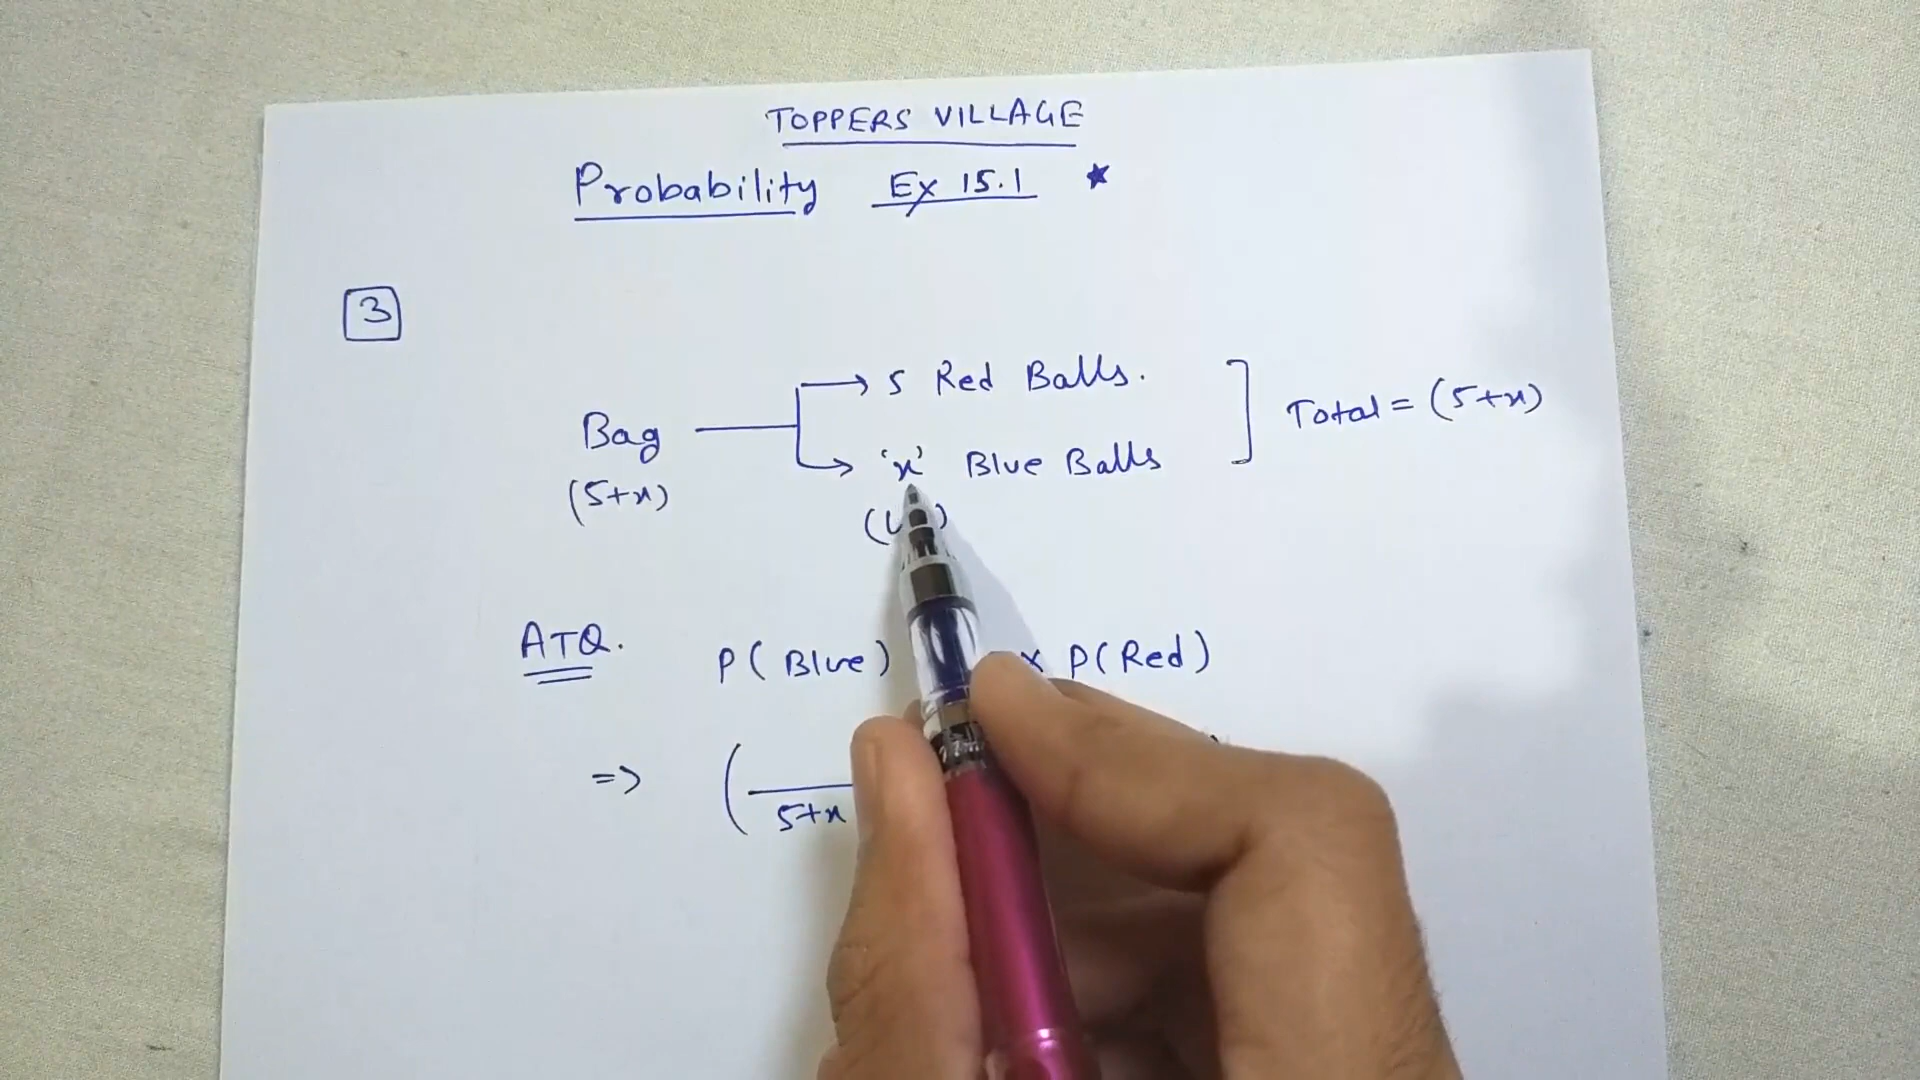 TOPPERS VILLAGE
Probability Ex 15.1 ★
3
Bag
(5+x)
→ 5 Red Balls.
→ 'x' Blue Balls
] Total = (5+x)
ATQ. P(Blue) x P(Red)
=> ( 5+x